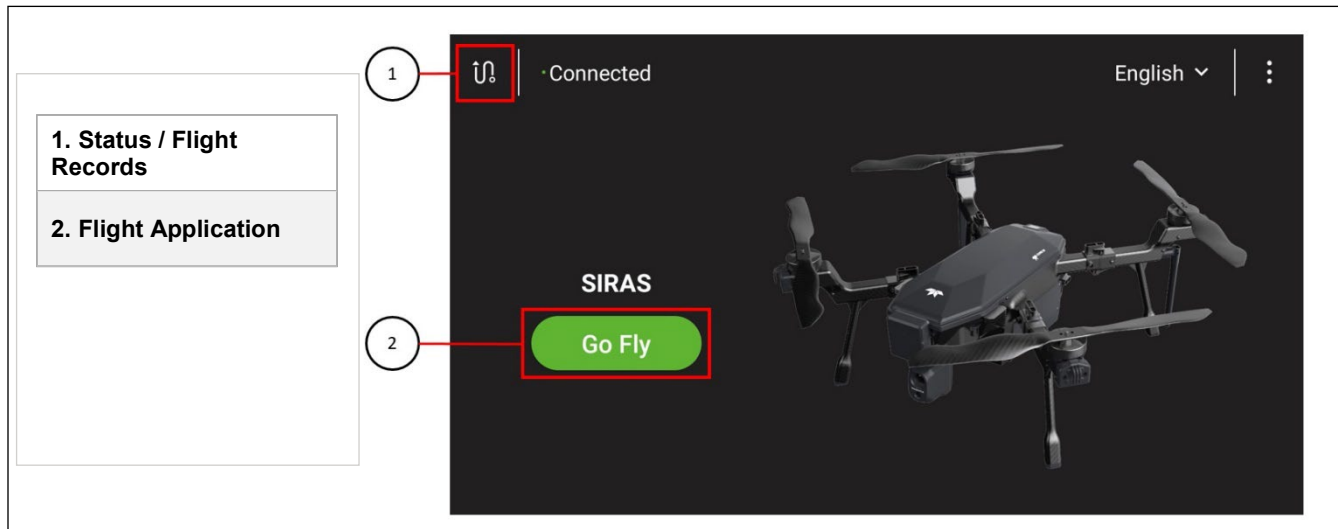 1. Status / Flight
Records
2. Flight Application
1
·Connected
English
SIRAS
2
Go Fly